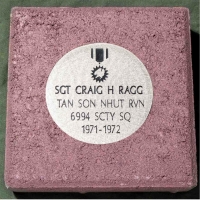 SGT CRAIG H RAGG
TAN SON NHUT RVN
6994 SCTY SQ
1971-1972